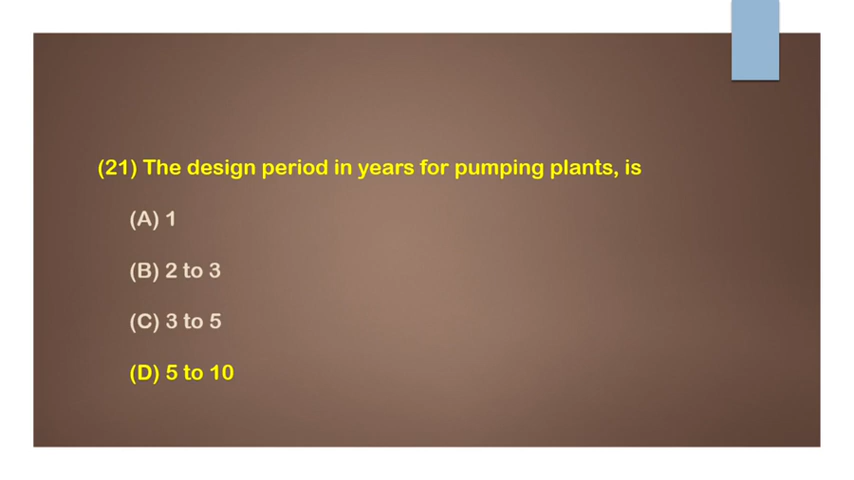 (21) The design period in years for pumping plants, is
(A) 1
(B) 2 to 3
(C) 3 to 5
(D) 5 to 10